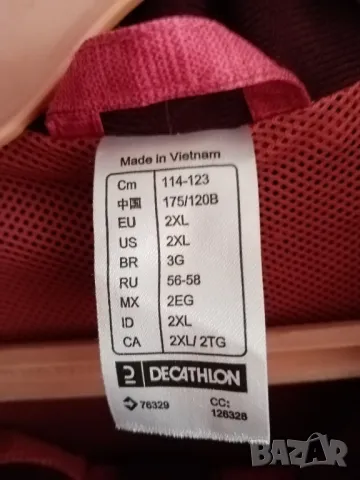 Made in Vietnam
Cm 114-123
中国 175/120B
EU 2XL
US 2XL
BR 3G
RU 56-58
MX 2EG
ID 2XL
CA 2XL/ 2TG
DECATHLON
76329 CC:
128328
BAZAR